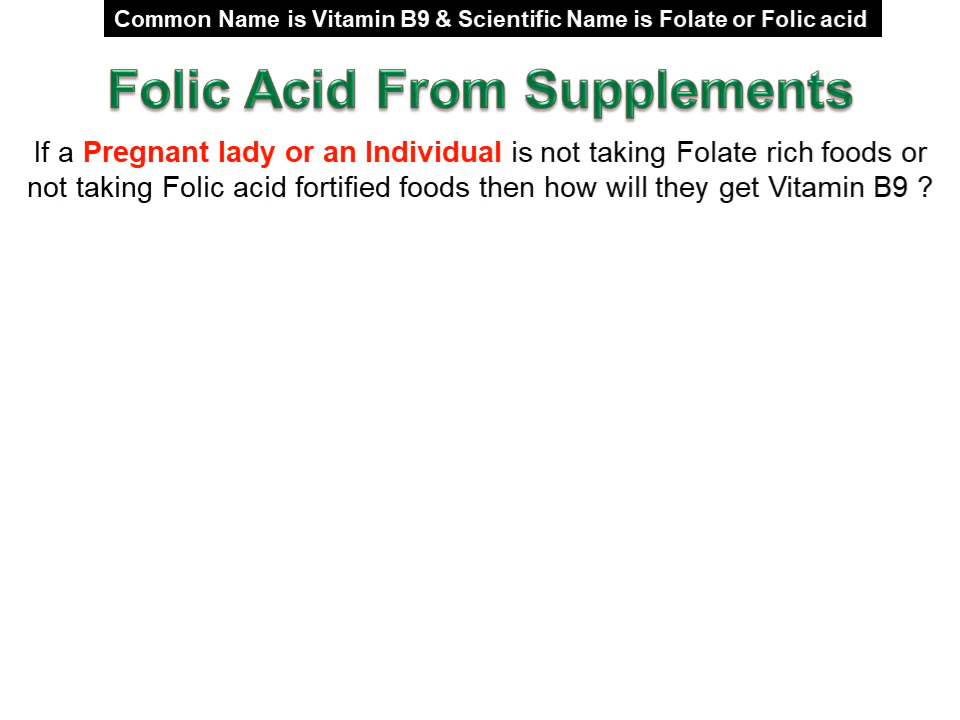 Common Name is Vitamin B9 & Scientific Name is Folate or Folic acid
Folic Acid From Supplements
If a Pregnant lady or an Individual is not taking Folate rich foods or
not taking Folic acid fortified foods then how will they get Vitamin B9 ?